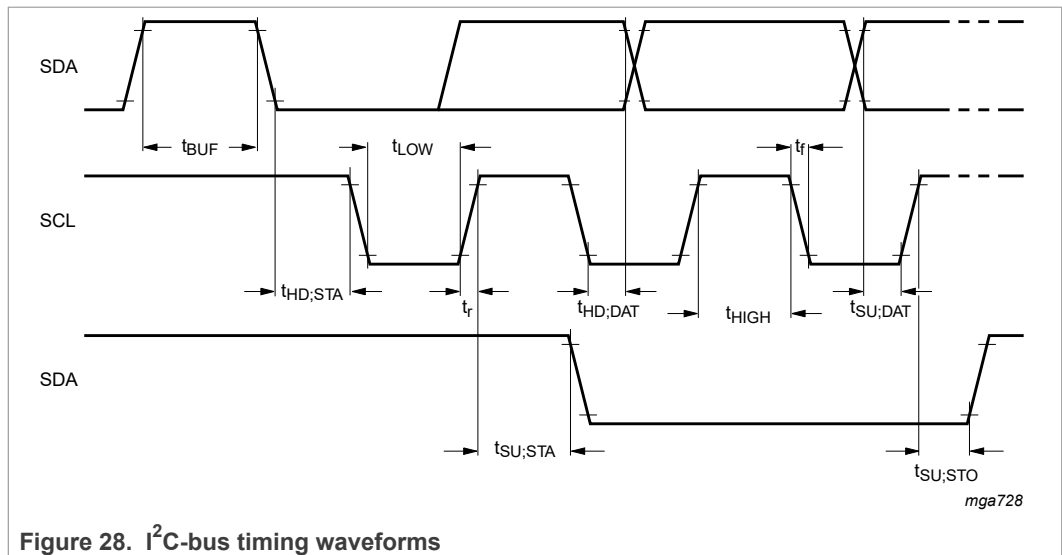 SDA
tBUF
tLOW
tf
SCL
tHD;STA
tr
tHD;DAT
tHIGH
tSU;DAT
SDA
tSU;STA
tSU;STO
mga728
Figure 28. I²C-bus timing waveforms